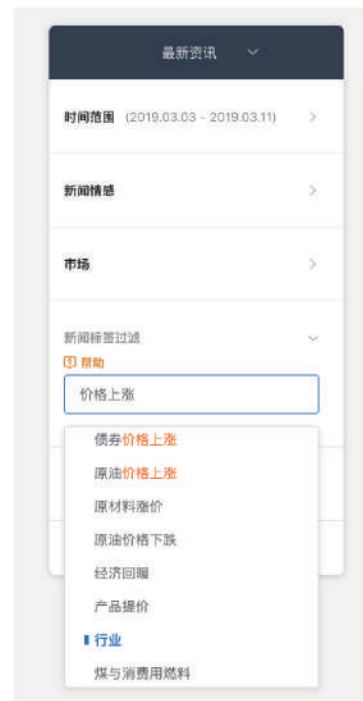 最新资讯
时间范围 (2019.03.03 - 2019.03.11)
新闻情感
市场
新闻标签过滤
帮助
价格上涨
债券价格上涨
原油价格上涨
原材料涨价
原油价格下跌
经济回暖
产品提价
行业
煤与消费用燃料